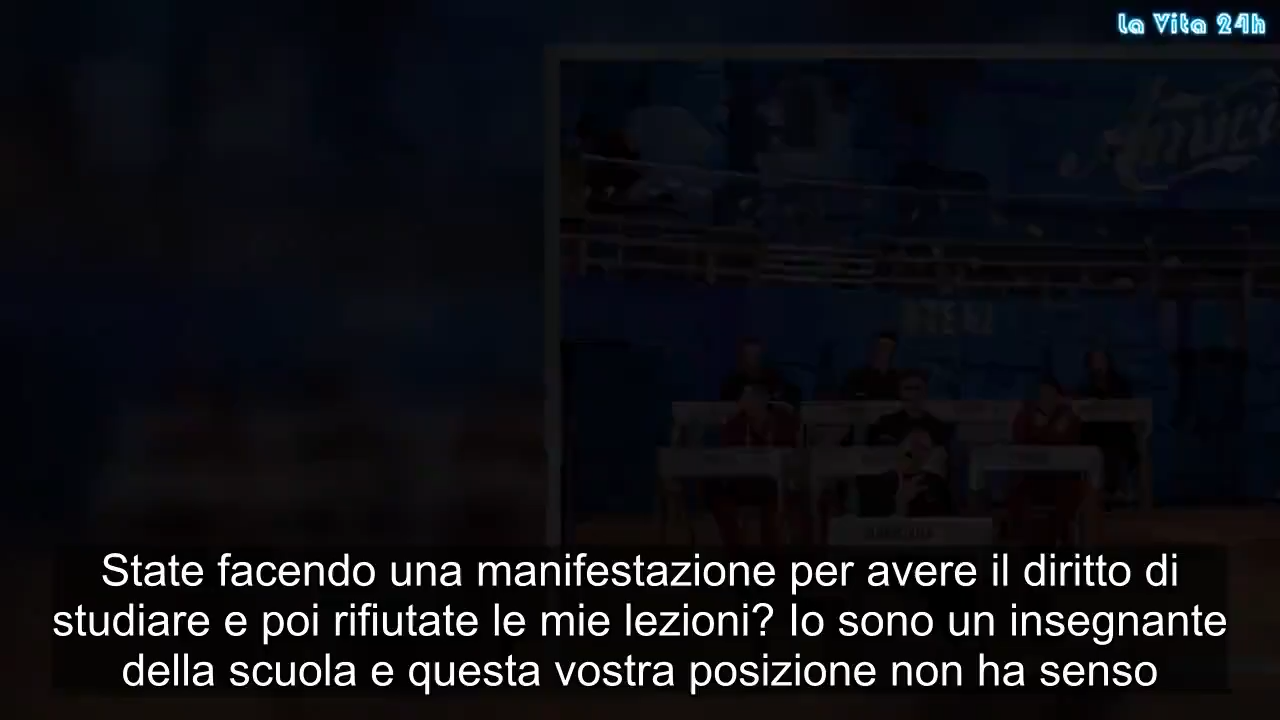 La Vita 24h
Amici
State facendo una manifestazione per avere il diritto di
studiare e poi rifiutate le mie lezioni? Io sono un insegnante
della scuola e questa vostra posizione non ha senso